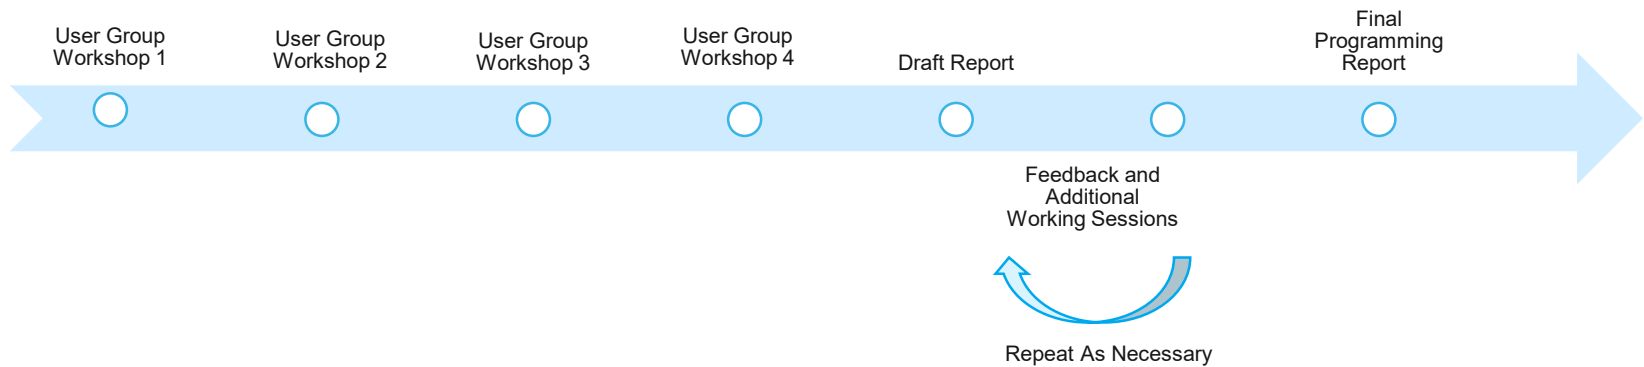 User Group
Workshop 1
User Group
Workshop 2
User Group
Workshop 3
User Group
Workshop 4
Draft Report
Final
Programming
Report
Feedback and
Additional
Working Sessions
Repeat As Necessary